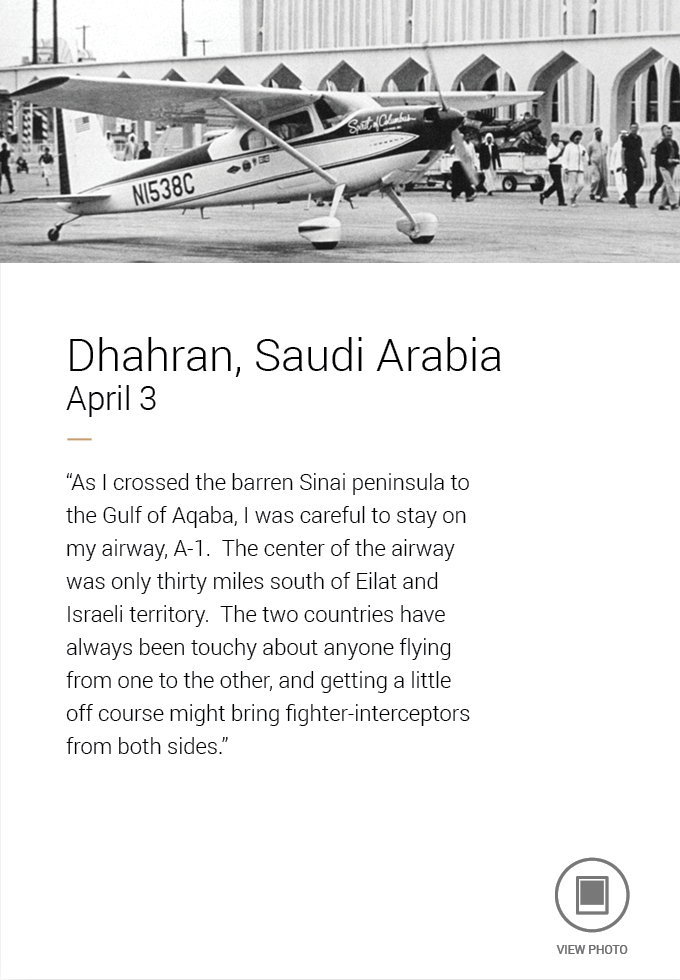 Spirit of Columbus
N1538C
Dhahran, Saudi Arabia
April 3
“As I crossed the barren Sinai peninsula to
the Gulf of Aqaba, I was careful to stay on
my airway, A-1.  The center of the airway
was only thirty miles south of Eilat and
Israeli territory.  The two countries have
always been touchy about anyone flying
from one to the other, and getting a little
off course might bring fighter-interceptors
from both sides.”
VIEW PHOTO